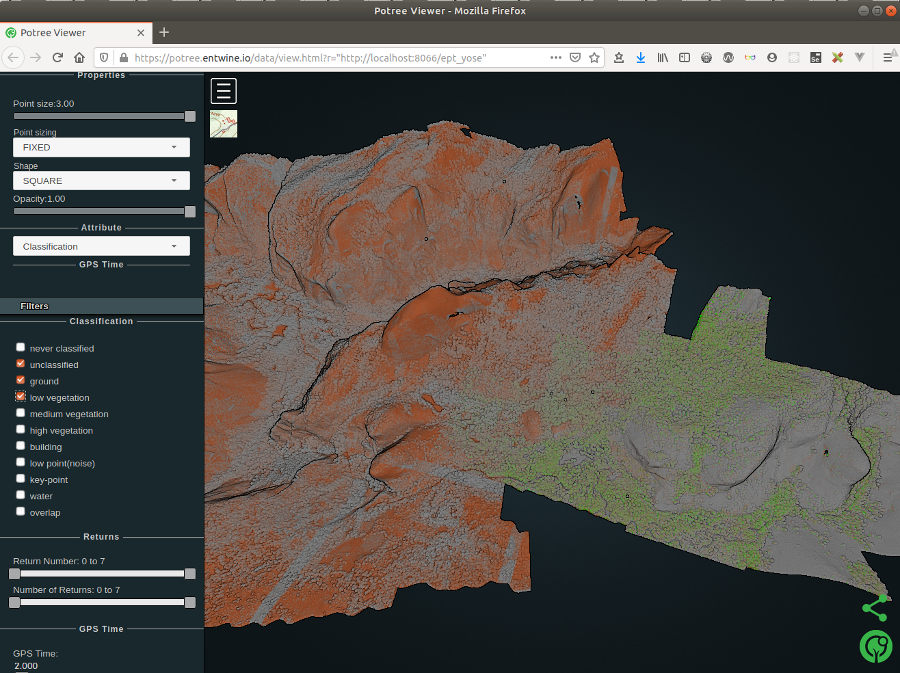 Potree Viewer - Mozilla Firefox
Potree Viewer
https://potree.entwine.io/data/view.html?r="http://localhost:8066/ept_yose"
Properties
Point size:3.00
Point sizing
FIXED
Shape
SQUARE
Opacity:1.00
Attribute
Classification
GPS Time
Filters
Classification
never classified
unclassified
ground
low vegetation
medium vegetation
high vegetation
building
low point(noise)
key-point
water
overlap
Returns
Return Number: 0 to 7
Number of Returns: 0 to 7
GPS Time
GPS Time:
2.000